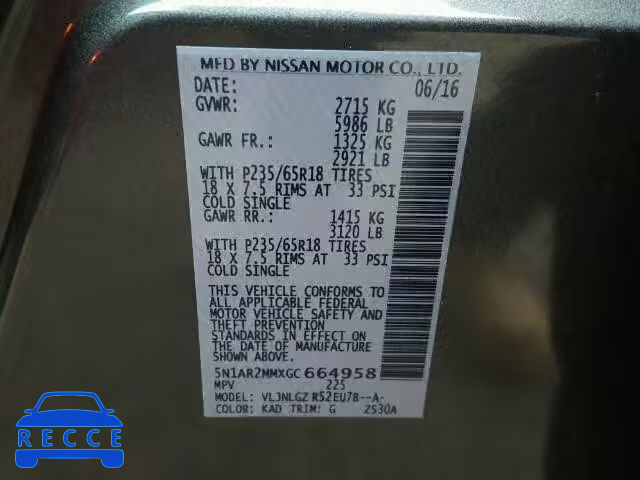 MFD BY NISSAN MOTOR CO., LTD.
DATE: 06/16
GVWR: 2715 KG
5986 LB
GAWR FR.: 1325 KG
2921 LB
WITH P235/65R18 TIRES
18 X 7.5 RIMS AT 33 PSI
COLD SINGLE
GAWR RR.: 1415 KG
3120 LB
WITH P235/65R18 TIRES
18 X 7.5 RIMS AT 33 PSI
COLD SINGLE
THIS VEHICLE CONFORMS TO
ALL APPLICABLE FEDERAL
MOTOR VEHICLE SAFETY AND
THEFT PREVENTION
STANDARDS IN EFFECT ON
THE DATE OF MANUFACTURE
SHOWN ABOVE.
5N1AR2MMXGC664958
MPV 225
MODEL: VL3NLGZ R52EU7B--A-
COLOR: KAD TRIM: G ZS30A